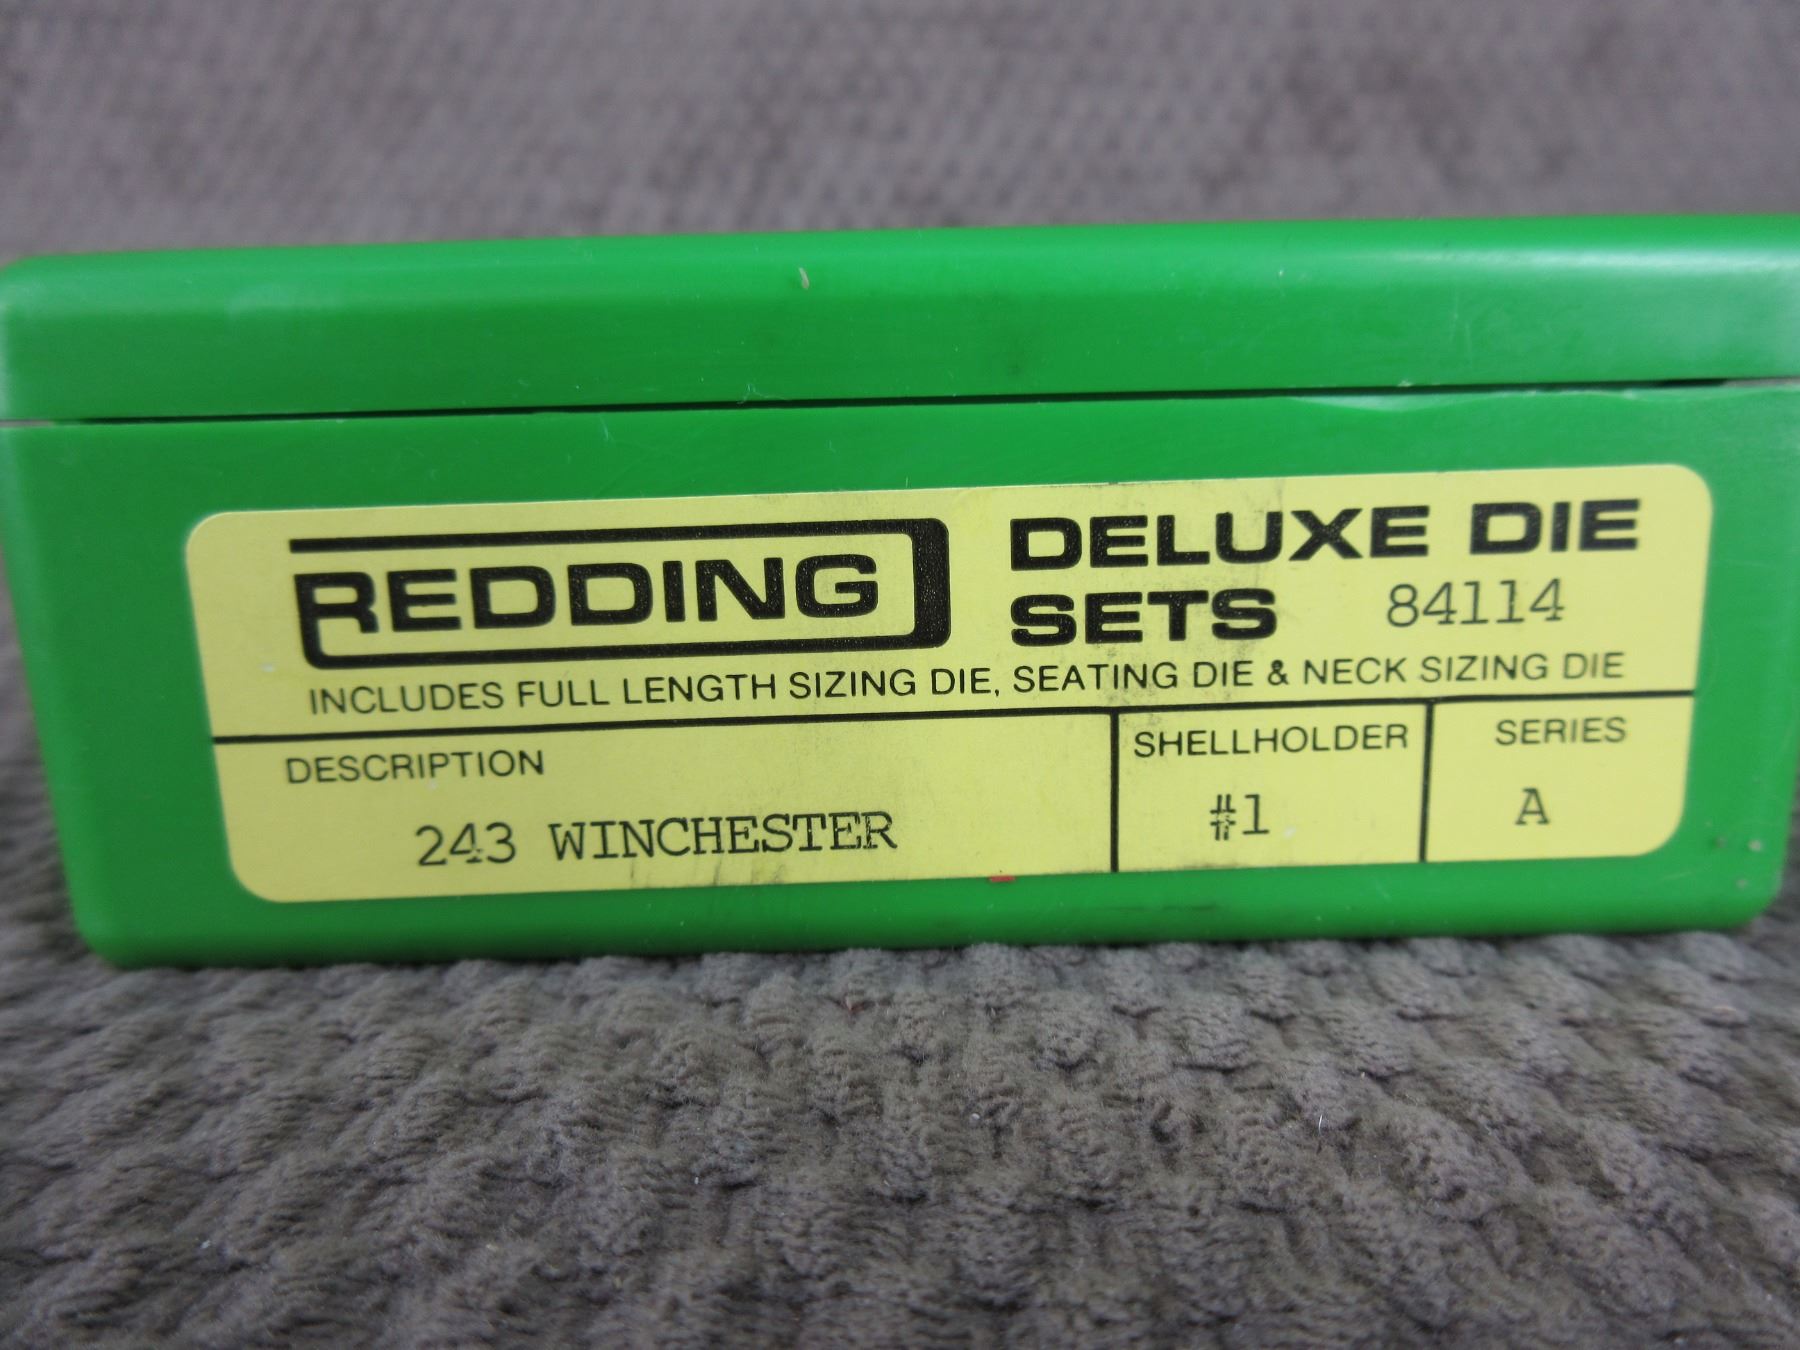 REDDING
DELUXE DIE
SETS 84114
INCLUDES FULL LENGTH SIZING DIE, SEATING DIE & NECK SIZING DIE
DESCRIPTION
243 WINCHESTER
SHELLHOLDER
#1
SERIES
A